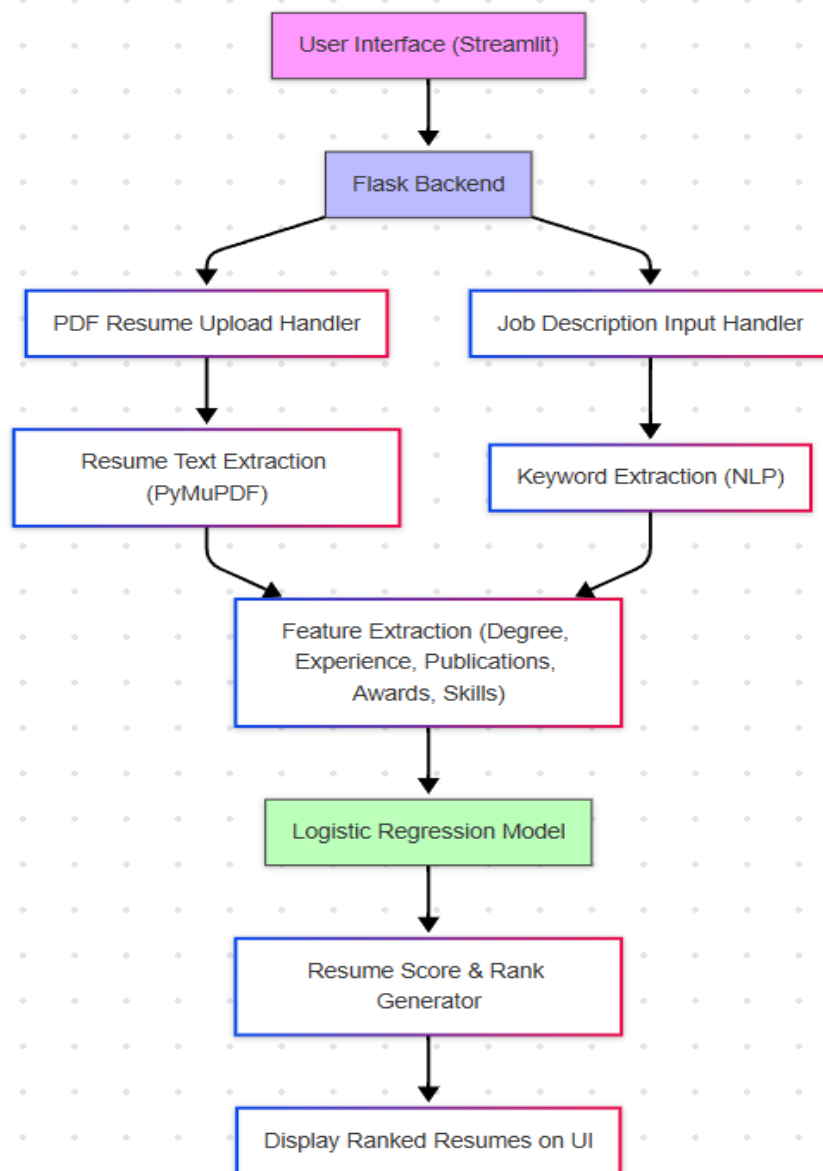 User Interface (Streamlit)
Flask Backend
PDF Resume Upload Handler
Job Description Input Handler
Resume Text Extraction
(PyMuPDF)
Keyword Extraction (NLP)
Feature Extraction (Degree,
Experience, Publications,
Awards, Skills)
Logistic Regression Model
Resume Score & Rank
Generator
Display Ranked Resumes on UI